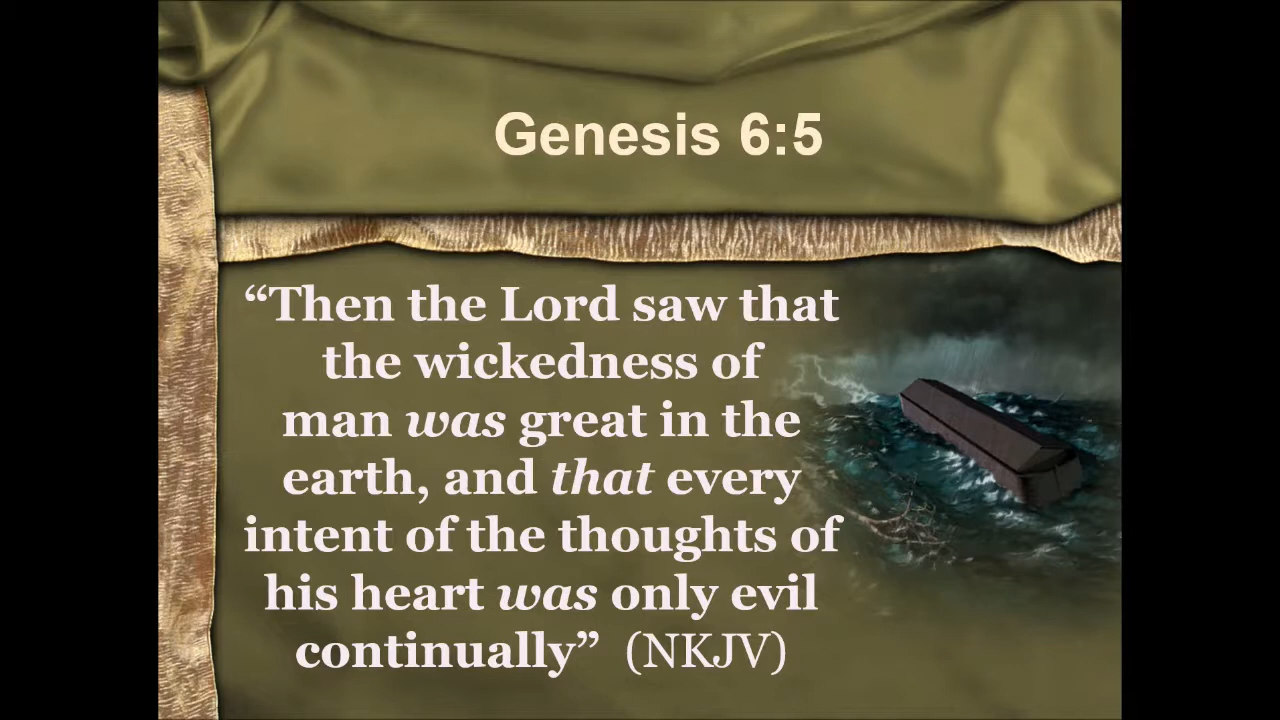 Genesis 6:5
“Then the Lord saw that
the wickedness of
man was great in the
earth, and that every
intent of the thoughts of
his heart was only evil
continually” (NKJV)